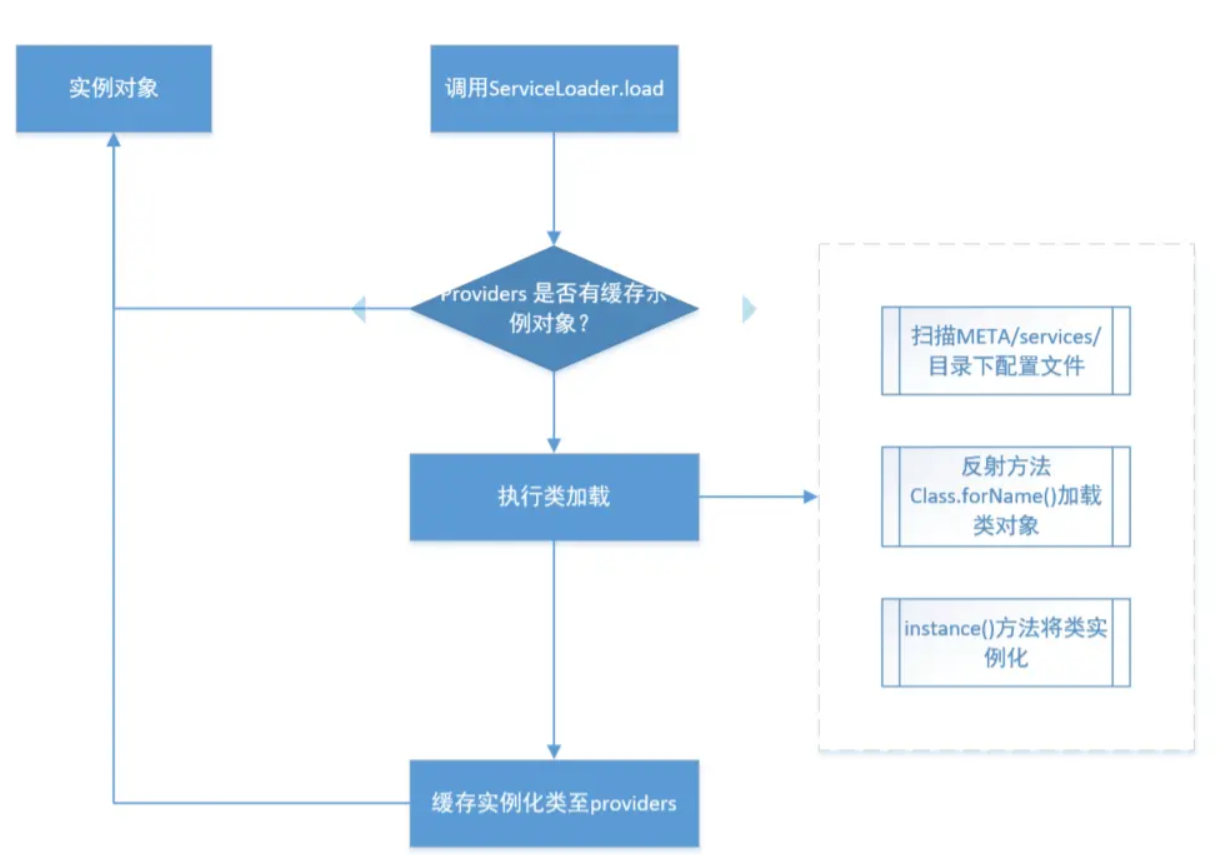 实例对象
调用ServiceLoader.load
Providers 是否有缓存示
例对象？
扫描META/services/
目录下配置文件
执行类加载
反射方法
Class.forName()加载
类对象
instance()方法将类实
例化
缓存实例化类至providers